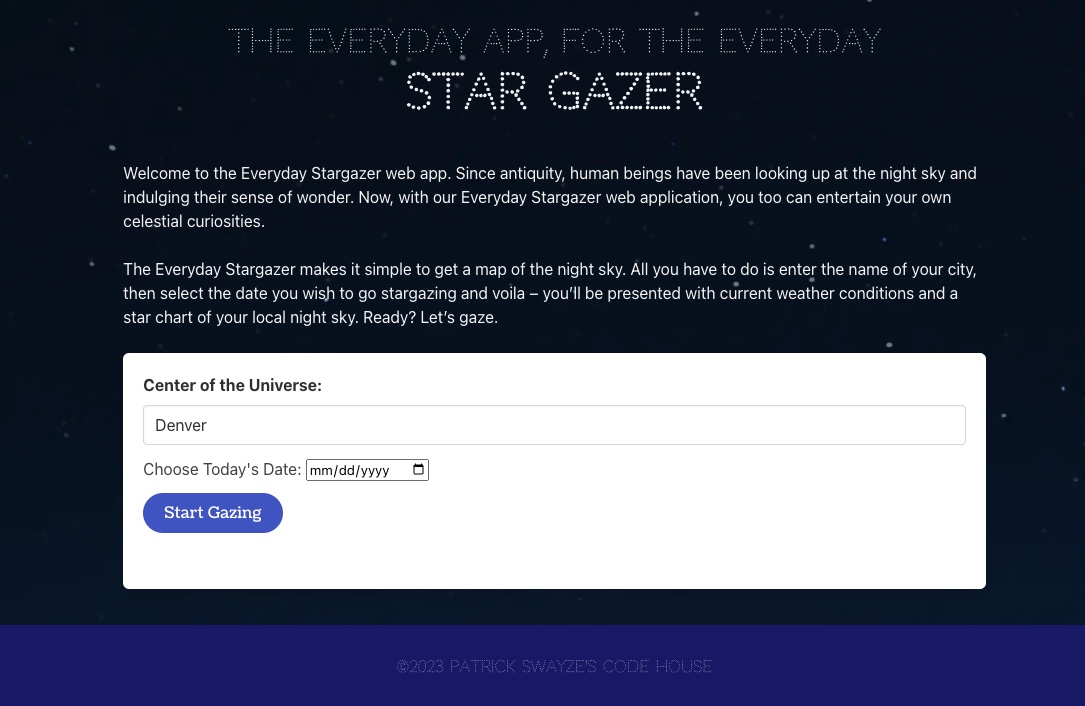 THE EVERYDAY APP, FOR THE EVERYDAY
STAR GAZER
Welcome to the Everyday Stargazer web app. Since antiquity, human beings have been looking up at the night sky and
indulging their sense of wonder. Now, with our Everyday Stargazer web application, you too can entertain your own
celestial curiosities.
The Everyday Stargazer makes it simple to get a map of the night sky. All you have to do is enter the name of your city,
then select the date you wish to go stargazing and voila – you’ll be presented with current weather conditions and a
star chart of your local night sky. Ready? Let’s gaze.
Center of the Universe:
Denver
Choose Today's Date: mm/dd/yyyy
Start Gazing
©2023 PATRICK SWAYZE'S CODE HOUSE